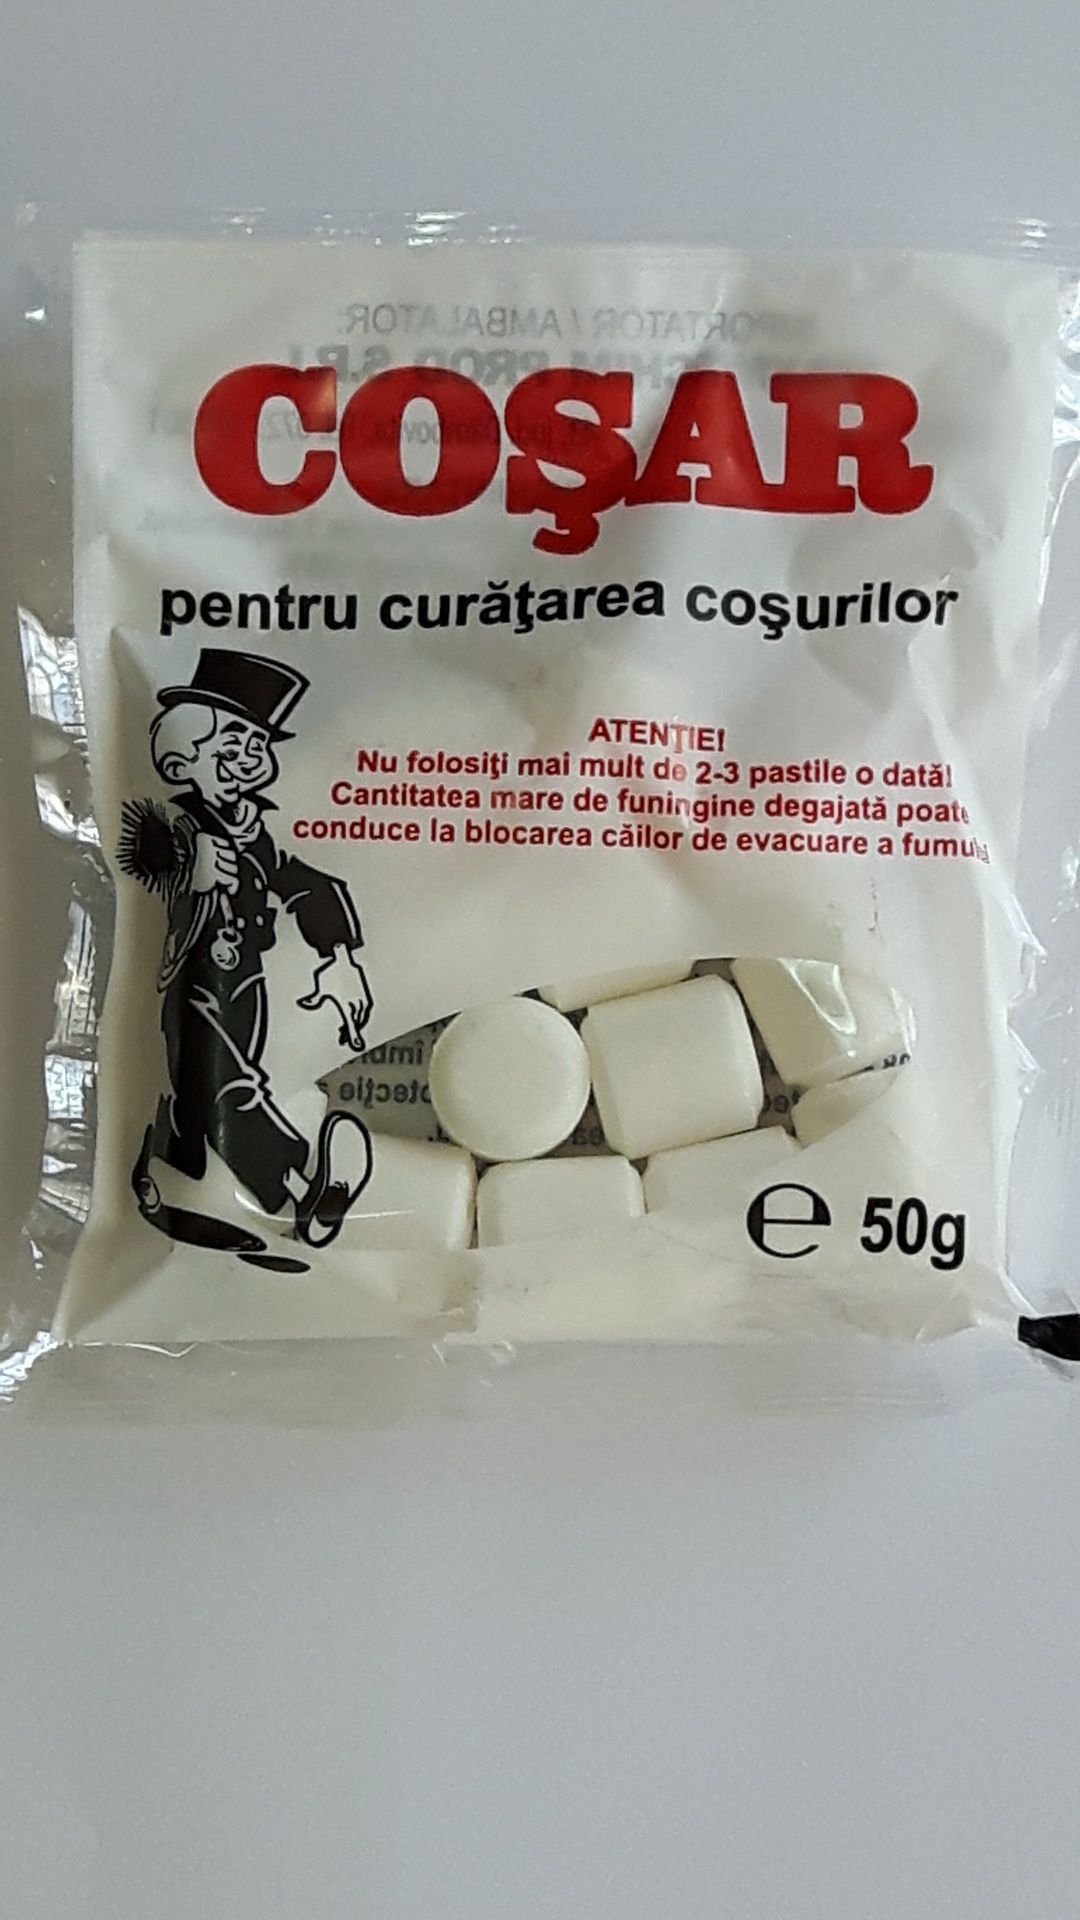 COŞAR
pentru curăţarea coşurilor
ATENŢIE!
Nu folosiţi mai mult de 2-3 pastile o dată!
Cantitatea mare de funingine degajată poate
conduce la blocarea căilor de evacuare a fumului
℮ 50g